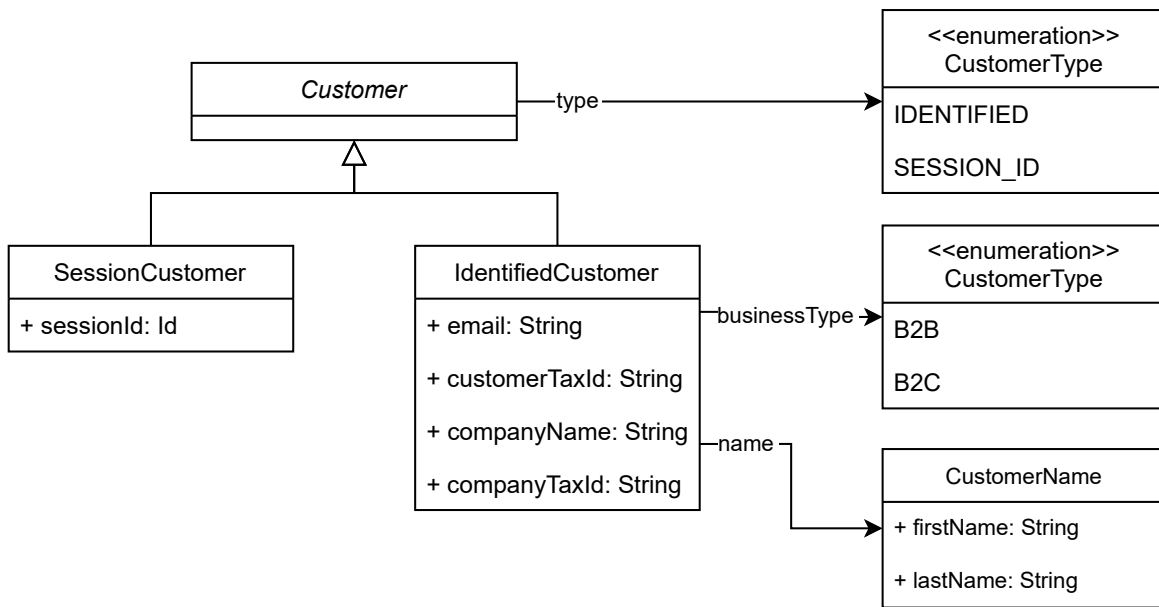 <<enumeration>>
CustomerType
IDENTIFIED
SESSION_ID
Customer
type
SessionCustomer
+ sessionId: Id
IdentifiedCustomer
+ email: String
+ customerTaxId: String
+ companyName: String
+ companyTaxId: String
businessType
<<enumeration>>
CustomerType
B2B
B2C
name
CustomerName
+ firstName: String
+ lastName: String